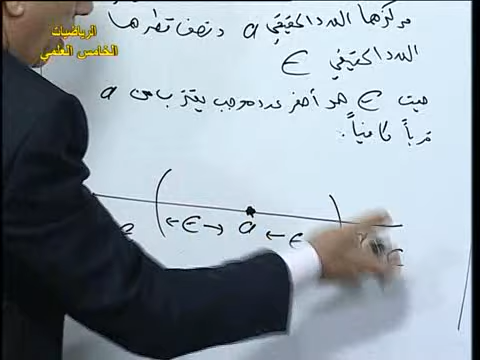 الرياضيات
الخامس العلمي
مركزها العدد الحقيقي a ونصف قطرها
العدد الحقيقي ε
حيث ε هو أصغر عدد موجب يقترب من a
قرباً كافياً.
( ←ε→ a ←ε )